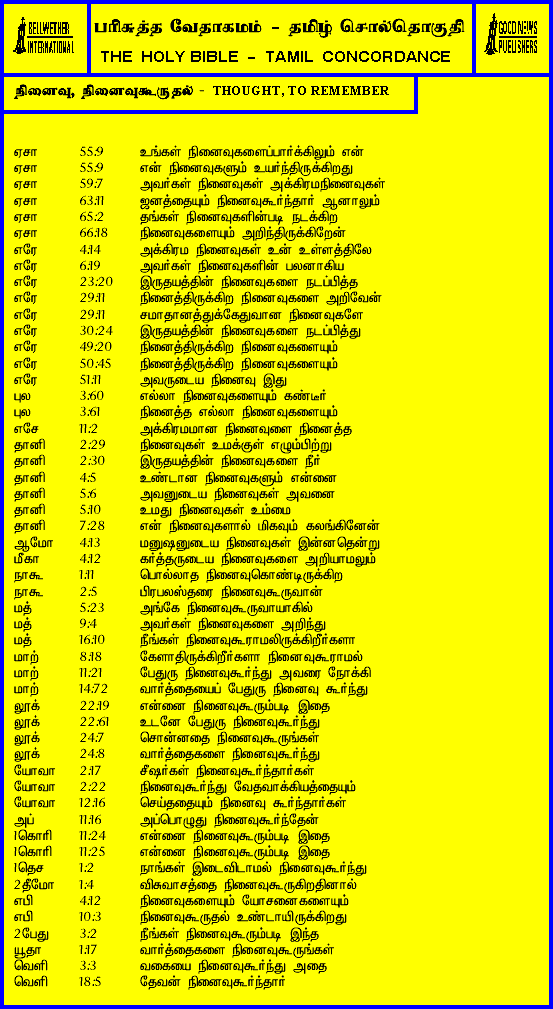 BELLWETHER
INTERNATIONAL
பரிசுத்த வேதாகமம் - தமிழ் சொல்தொகுதி
THE HOLY BIBLE - TAMIL CONCORDANCE
GOOD NEWS
PUBLISHERS
நினைவு, நினைவுகூருதல் - THOUGHT, TO REMEMBER
ஏசா 55:9 உங்கள் நினைவுகளைப்பார்க்கிலும் என்
ஏசா 55:9 என் நினைவுகளும் உயர்ந்திருக்கிறது
ஏசா 59:7 அவர்கள் நினைவுகள் அக்கிரமநினைவுகள்
ஏசா 63:11 ஜனத்தையும் நினைவுகூர்ந்தார் ஆனாலும்
ஏசா 65:2 தங்கள் நினைவுகளின்படி நடக்கிற
ஏசா 66:18 நினைவுகளையும் அறிந்திருக்கிறேன்
எரே 4:14 அக்கிரம நினைவுகள் உன் உள்ளத்திலே
எரே 6:19 அவர்கள் நினைவுகளின் பலனாகிய
எரே 23:20 இருதயத்தின் நினைவுகளை நடப்பித்த
எரே 29:11 நினைத்திருக்கிற நினைவுகளை அறிவேன்
எரே 29:11 சமாதானத்துக்கேதுவான நினைவுகளே
எரே 30:24 இருதயத்தின் நினைவுகளை நடப்பித்து
எரே 49:20 நினைத்திருக்கிற நினைவுகளையும்
எரே 50:45 நினைத்திருக்கிற நினைவுகளையும்
எரே 51:11 அவருடைய நினைவு இது
புல 3:60 எல்லா நினைவுகளையும் கண்டீர்
புல 3:61 நினைத்த எல்லா நினைவுகளையும்
எசே 11:2 அக்கிரமமான நினைவுளை நினைத்த
தானி 2:29 நினைவுகள் உமக்குள் எழும்பிற்று
தானி 2:30 இருதயத்தின் நினைவுகளை நீர்
தானி 4:5 உண்டான நினைவுகளும் என்னை
தானி 5:6 அவனுடைய நினைவுகள் அவனை
தானி 5:10 உமது நினைவுகள் உம்மை
தானி 7:28 என் நினைவுகளால் மிகவும் கலங்கினேன்
ஆமோ 4:13 மனுஷனுடைய நினைவுகள் இன்னதென்று
மீகா 4:12 கர்த்தருடைய நினைவுகளை அறியாமலும்
நாகூ 1:11 பொல்லாத நினைவுகொண்டிருக்கிற
நாகூ 2:5 பிரபலஸ்தரை நினைவுகூருவான்
மத் 5:23 அங்கே நினைவுகூருவாயாகில்
மத் 9:4 அவர்கள் நினைவுகளை அறிந்து
மத் 16:10 நீங்கள் நினைவுகூராமலிருக்கிறீர்களா
மாற் 8:18 கேளாதிருக்கிறீர்களா நினைவுகூராமல்
மாற் 11:21 பேதுரு நினைவுகூர்ந்து அவரை நோக்கி
மாற் 14:72 வார்த்தையைப் பேதுரு நினைவு கூர்ந்து
லூக் 22:19 என்னை நினைவுகூரும்படி இதை
லூக் 22:61 உடனே பேதுரு நினைவுகூர்ந்து
லூக் 24:7 சொன்னதை நினைவுகூருங்கள்
லூக் 24:8 வார்த்தைகளை நினைவுகூர்ந்து
யோவா 2:17 சீஷர்கள் நினைவுகூர்ந்தார்கள்
யோவா 2:22 நினைவுகூர்ந்து வேதவாக்கியத்தையும்
யோவா 12:16 செய்ததையும் நினைவு கூர்ந்தார்கள்
அப் 11:16 அப்பொழுது நினைவுகூர்ந்தேன்
1கொரி 11:24 என்னை நினைவுகூரும்படி இதை
1கொரி 11:25 என்னை நினைவுகூரும்படி இதை
1தெச 1:2 நாங்கள் இடைவிடாமல் நினைவுகூர்ந்து
2தீமோ 1:4 விசுவாசத்தை நினைவுகூருகிறதினால்
எபி 4:12 நினைவுகளையும் யோசனைகளையும்
எபி 10:3 நினைவுகூருதல் உண்டாயிருக்கிறது
2பேது 3:2 நீங்கள் நினைவுகூரும்படி இந்த
யூதா 1:17 வார்த்தைகளை நினைவுகூருங்கள்
வெளி 3:3 வகையை நினைவுகூர்ந்து அதை
வெளி 18:5 தேவன் நினைவுகூர்ந்தார்